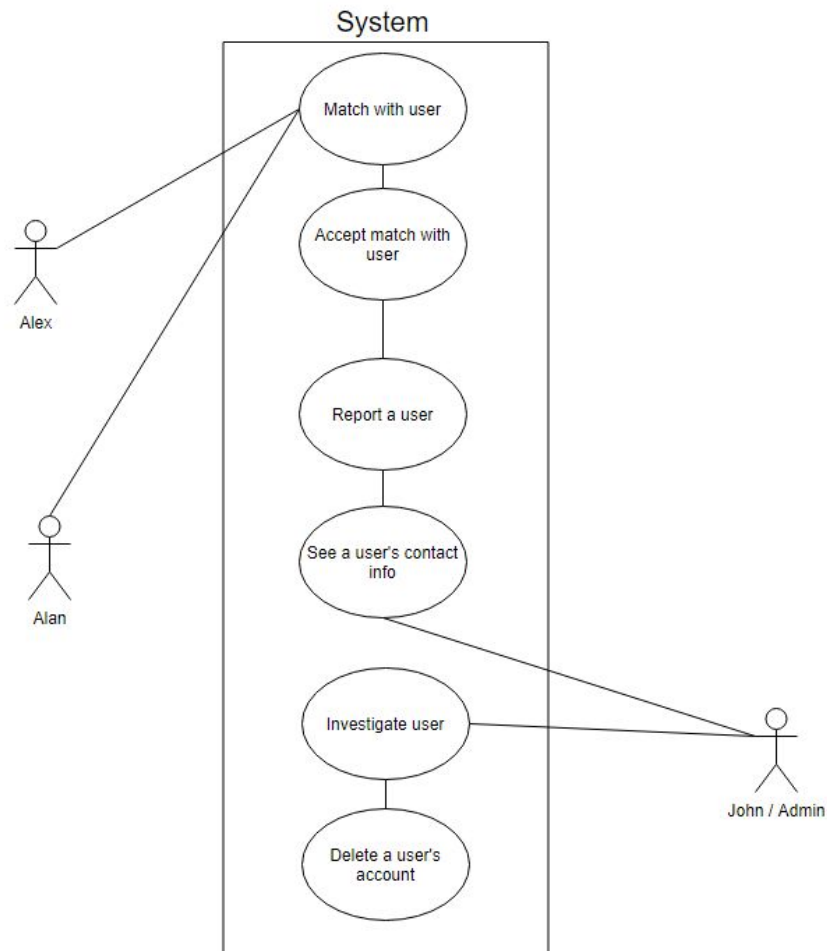 System
Match with user
Accept match with
user
Alex
Report a user
See a user's contact
info
Alan
Investigate user
John / Admin
Delete a user's
account